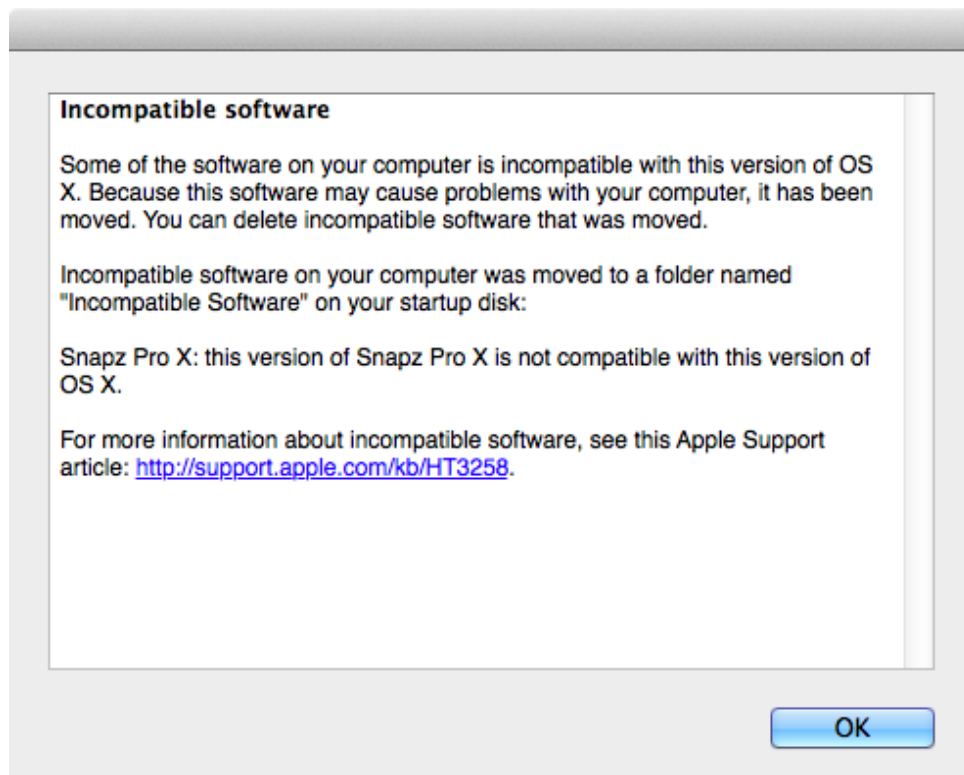 Incompatible software
Some of the software on your computer is incompatible with this version of OS
X. Because this software may cause problems with your computer, it has been
moved. You can delete incompatible software that was moved.
Incompatible software on your computer was moved to a folder named
"Incompatible Software" on your startup disk:
Snapz Pro X: this version of Snapz Pro X is not compatible with this version of
OS X.
For more information about incompatible software, see this Apple Support
article: http://support.apple.com/kb/HT3258.
OK